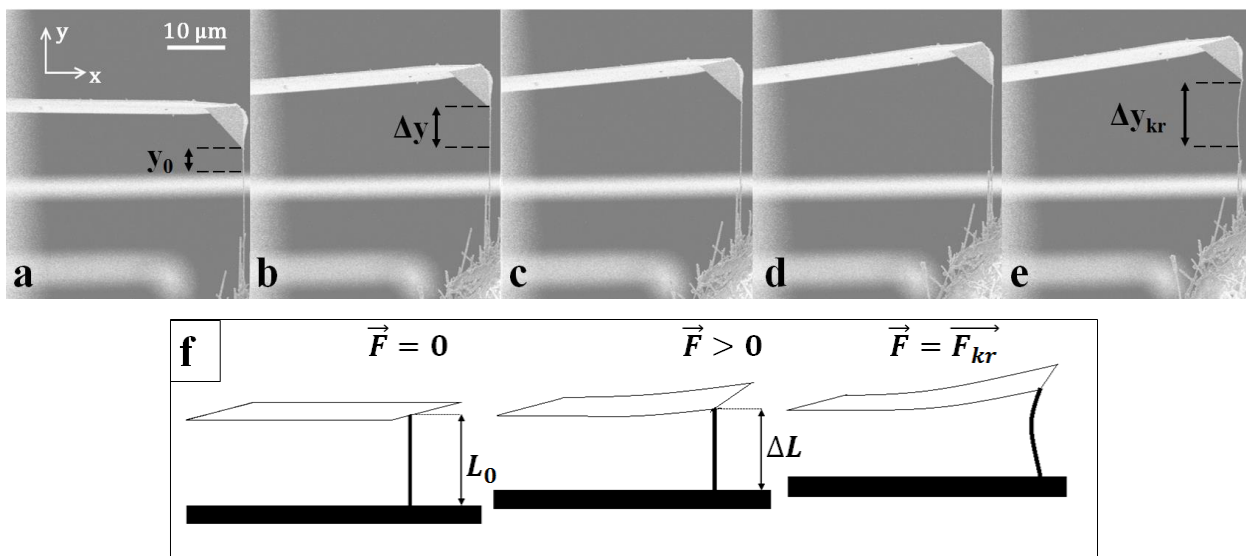 y
x
10 μm
y₀
Δy
Δy_kr
a
b
c
d
e
f
F⃗ = 0
F⃗ > 0
F⃗ = F_kr⃗
L₀
ΔL